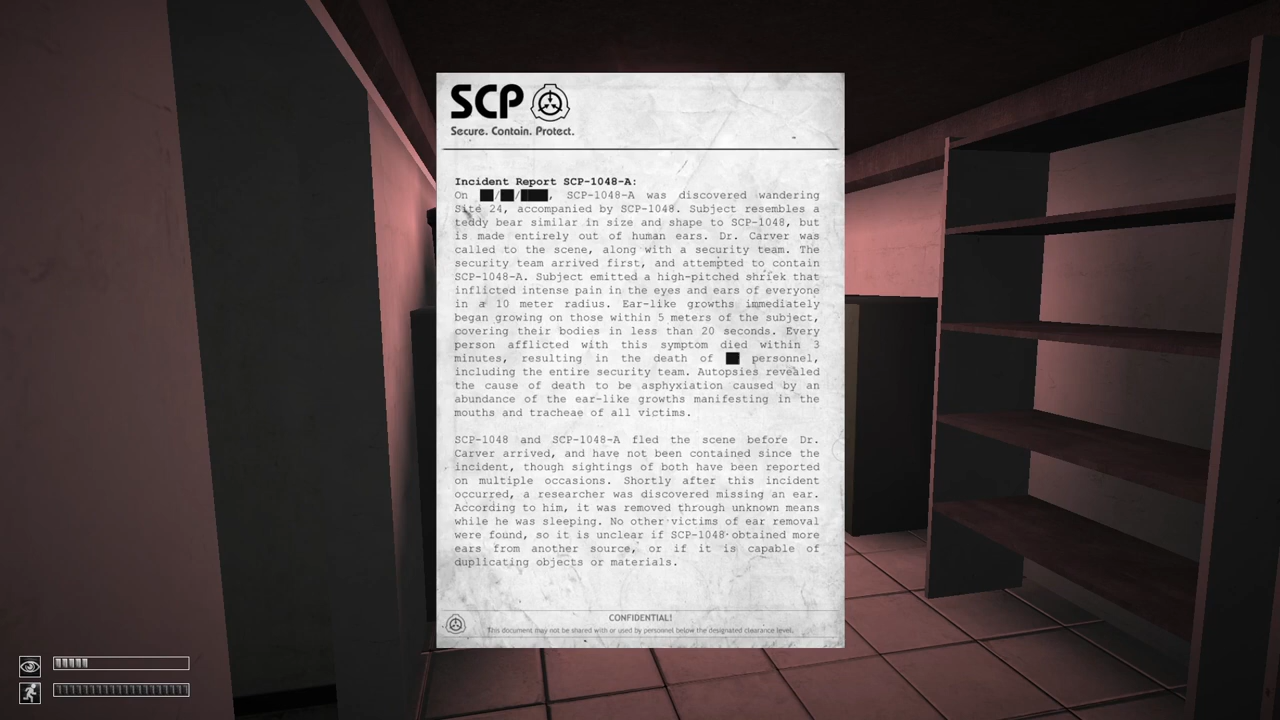 SCP
Secure. Contain. Protect.
Incident Report SCP-1048-A:
On ██/██/████, SCP-1048-A was discovered wandering
Site 24, accompanied by SCP-1048. Subject resembles a
teddy bear similar in size and shape to SCP-1048, but
is made entirely out of human ears. Dr. Carver was
called to the scene, along with a security team. The
security team arrived first, and attempted to contain
SCP-1048-A. Subject emitted a high-pitched shriek that
inflicted intense pain in the eyes and ears of everyone
in a 10 meter radius. Ear-like growths immediately
began growing on those within 5 meters of the subject,
covering their bodies in less than 20 seconds. Every
person afflicted with this symptom died within 3
minutes, resulting in the death of ██ personnel,
including the entire security team. Autopsies revealed
the cause of death to be asphyxiation caused by an
abundance of the ear-like growths manifesting in the
mouths and tracheae of all victims.
SCP-1048 and SCP-1048-A fled the scene before Dr.
Carver arrived, and have not been contained since the
incident, though sightings of both have been reported
on multiple occasions. Shortly after this incident
occurred, a researcher was discovered missing an ear.
According to him, it was removed through unknown means
while he was sleeping. No other victims of ear removal
were found, so it is unclear if SCP-1048 obtained more
ears from another source, or if it is capable of
duplicating objects or materials.
CONFIDENTIAL!
This document may not be shared with or used by personnel below the designated clearance level.